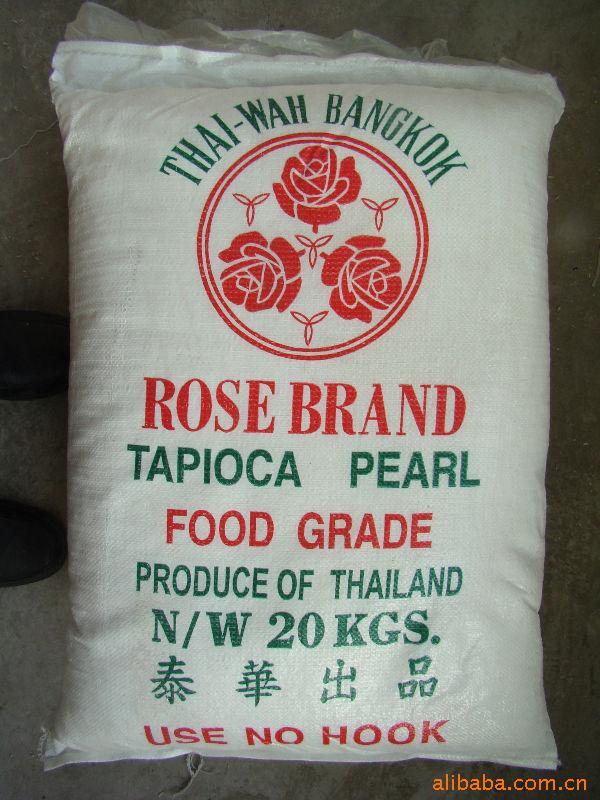 THAI-WAH BANGKOK
ROSE BRAND
TAPIOCA PEARL
FOOD GRADE
PRODUCE OF THAILAND
N/W 20 KGS.
泰華出品
USE NO HOOK
alibaba.com.cn